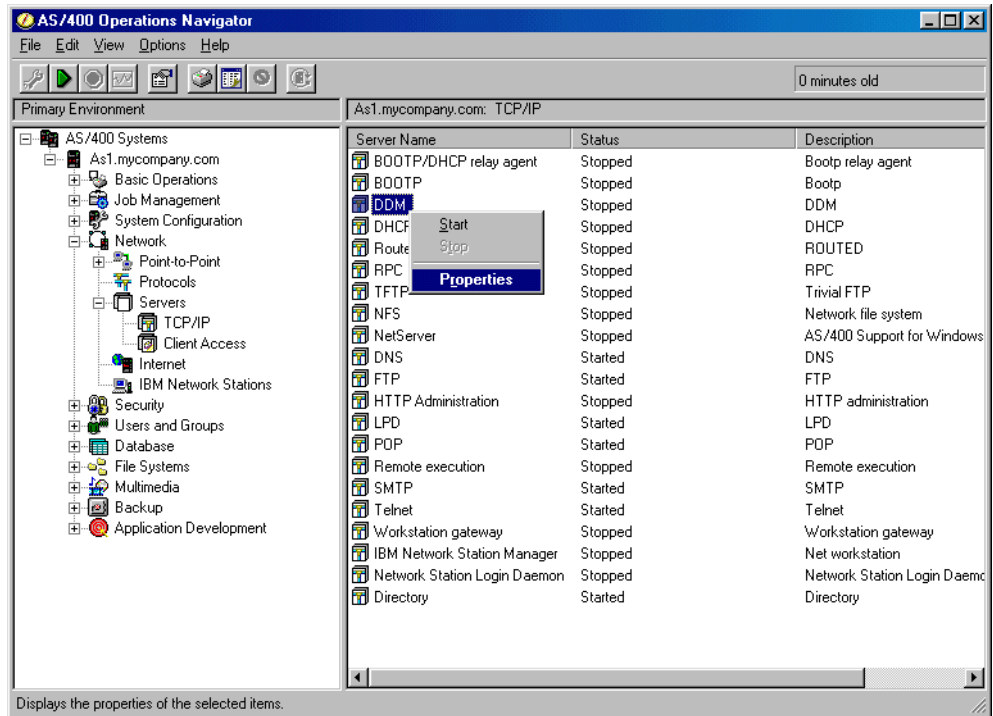 AS/400 Operations Navigator
File Edit View Options Help
0 minutes old
Primary Environment
As1.mycompany.com: TCP/IP
AS/400 Systems
As1.mycompany.com
Basic Operations
Job Management
System Configuration
Network
Point-to-Point
Protocols
Servers
TCP/IP
Client Access
Internet
IBM Network Stations
Security
Users and Groups
Database
File Systems
Multimedia
Backup
Application Development
Server Name Status Description
BOOTP/DHCP relay agent Stopped Bootp relay agent
BOOTP Stopped Bootp
DDM Stopped DDM
DHCP Stopped DHCP
Route Stopped ROUTED
RPC Stopped RPC
TFTP Stopped Trivial FTP
NFS Stopped Network file system
NetServer Stopped AS/400 Support for Windows
DNS Started DNS
FTP Started FTP
HTTP Administration Stopped HTTP administration
LPD Started LPD
POP Started POP
Remote execution Stopped Remote execution
SMTP Started SMTP
Telnet Started Telnet
Workstation gateway Stopped Workstation gateway
IBM Network Station Manager Stopped Net workstation
Network Station Login Daemon Stopped Network Station Login Daemo
Directory Started Directory
Start
Stop
Properties
Displays the properties of the selected items.